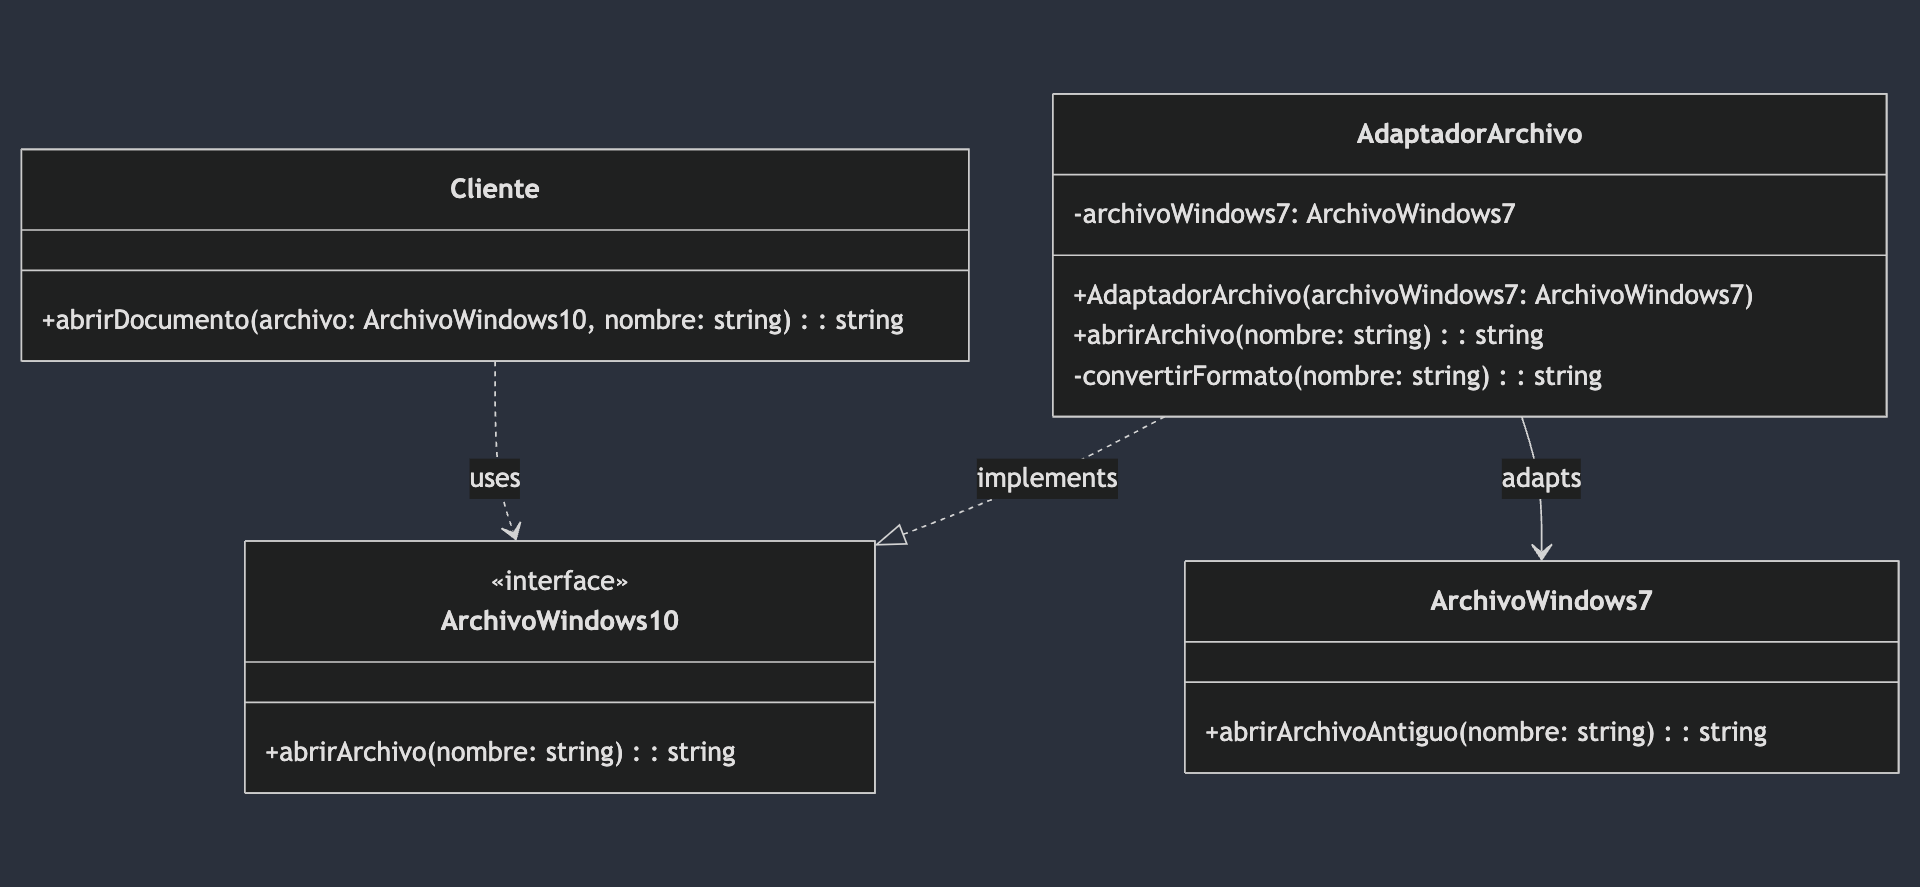 Cliente
+abrirDocumento(archivo: ArchivoWindows10, nombre: string) : : string
AdaptadorArchivo
-archivoWindows7: ArchivoWindows7
+AdaptadorArchivo(archivoWindows7: ArchivoWindows7)
+abrirArchivo(nombre: string) : : string
-convertirFormato(nombre: string) : : string
uses
implements
adapts
«interface»
ArchivoWindows10
+abrirArchivo(nombre: string) : : string
ArchivoWindows7
+abrirArchivoAntiguo(nombre: string) : : string